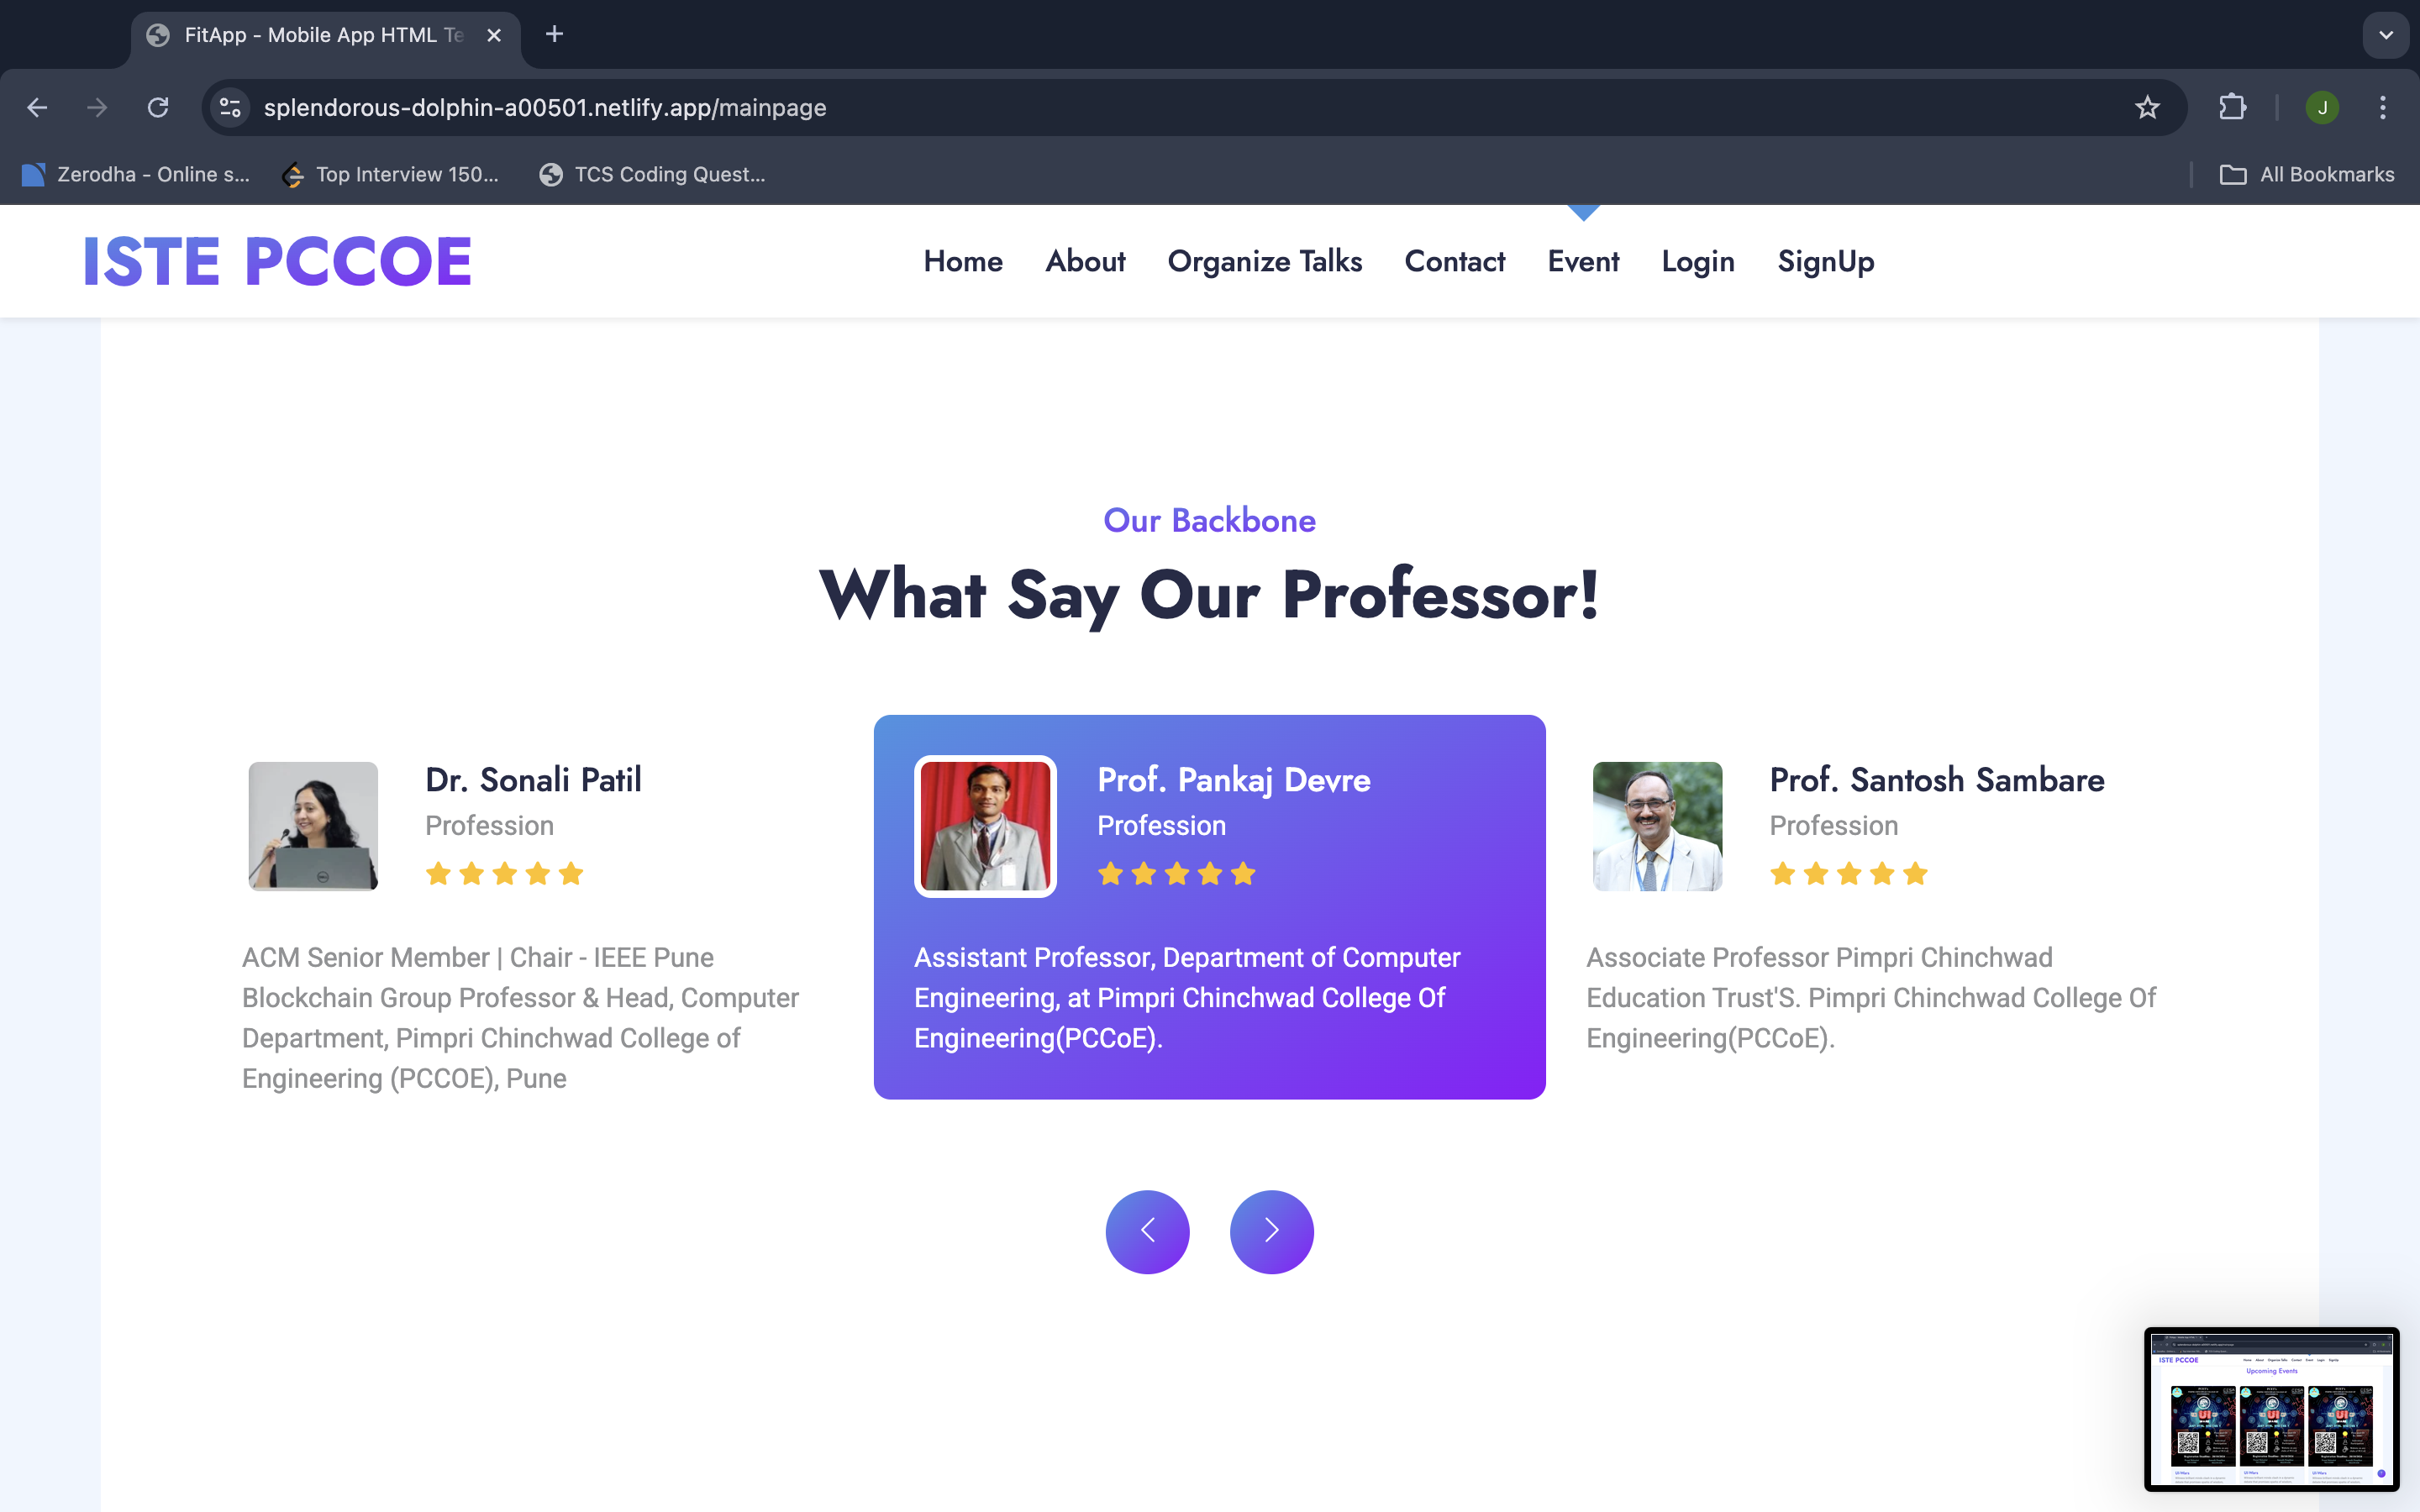 FitApp - Mobile App HTML Te
splendorous-dolphin-a00501.netlify.app/mainpage
J
Zerodha - Online s...
Top Interview 150...
TCS Coding Quest...
All Bookmarks
ISTE PCCOE
Home
About
Organize Talks
Contact
Event
Login
SignUp
Our Backbone
What Say Our Professor!
Dr. Sonali Patil
Profession
ACM Senior Member | Chair - IEEE Pune
Blockchain Group Professor & Head, Computer
Department, Pimpri Chinchwad College of
Engineering (PCCOE), Pune
Prof. Pankaj Devre
Profession
Assistant Professor, Department of Computer
Engineering, at Pimpri Chinchwad College Of
Engineering(PCCoE).
Prof. Santosh Sambare
Profession
Associate Professor Pimpri Chinchwad
Education Trust'S. Pimpri Chinchwad College Of
Engineering(PCCoE).
ISTE PCCOE
Upcoming Events